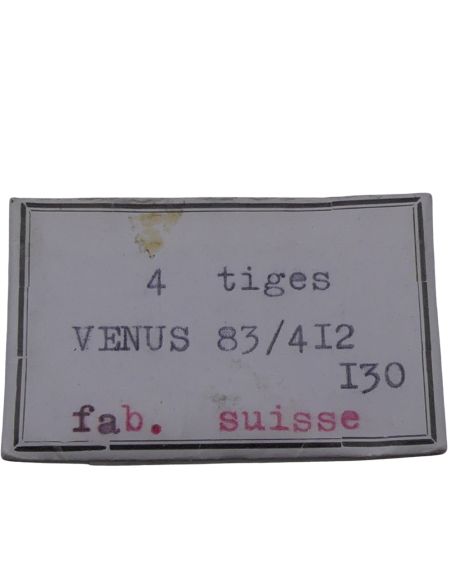 4 tiges
VENUS 83/4I2
I30
fab. suisse